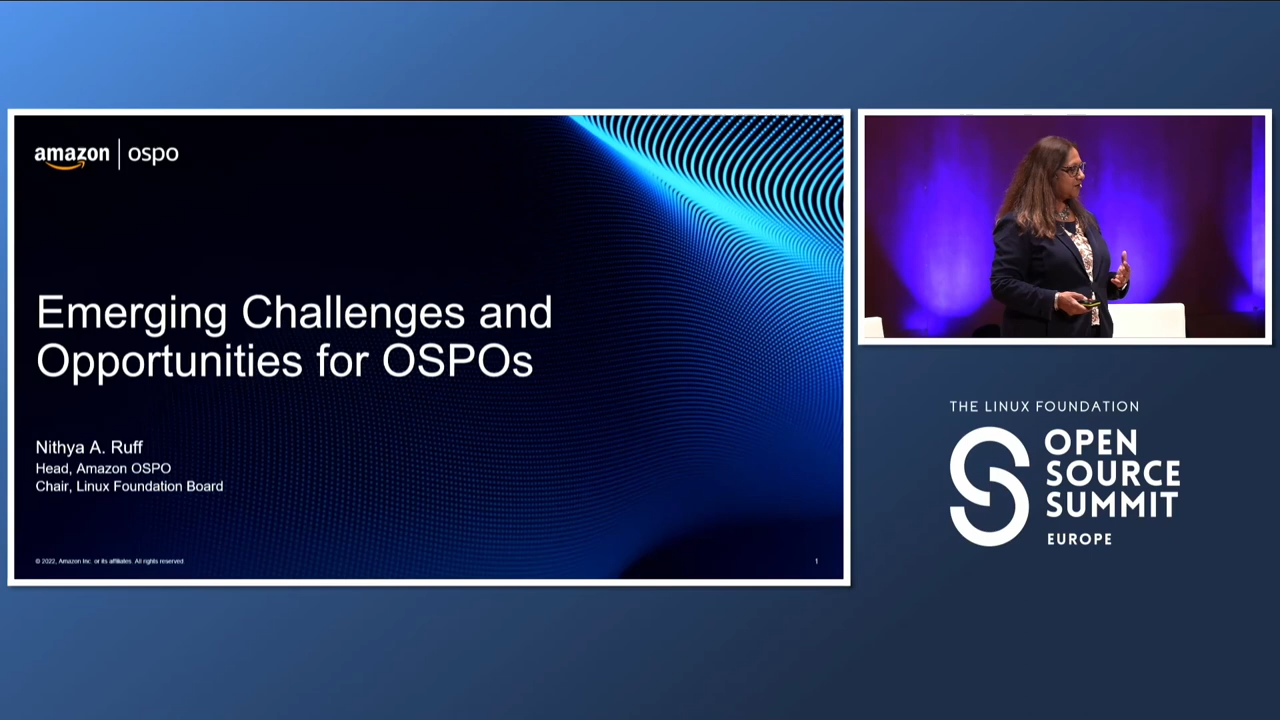 amazon | ospo
Emerging Challenges and
Opportunities for OSPOs
Nithya A. Ruff
Head, Amazon OSPO
Chair, Linux Foundation Board
© 2022, Amazon Inc. or its affiliates. All rights reserved
1
THE LINUX FOUNDATION
OPEN
SOURCE
SUMMIT
EUROPE